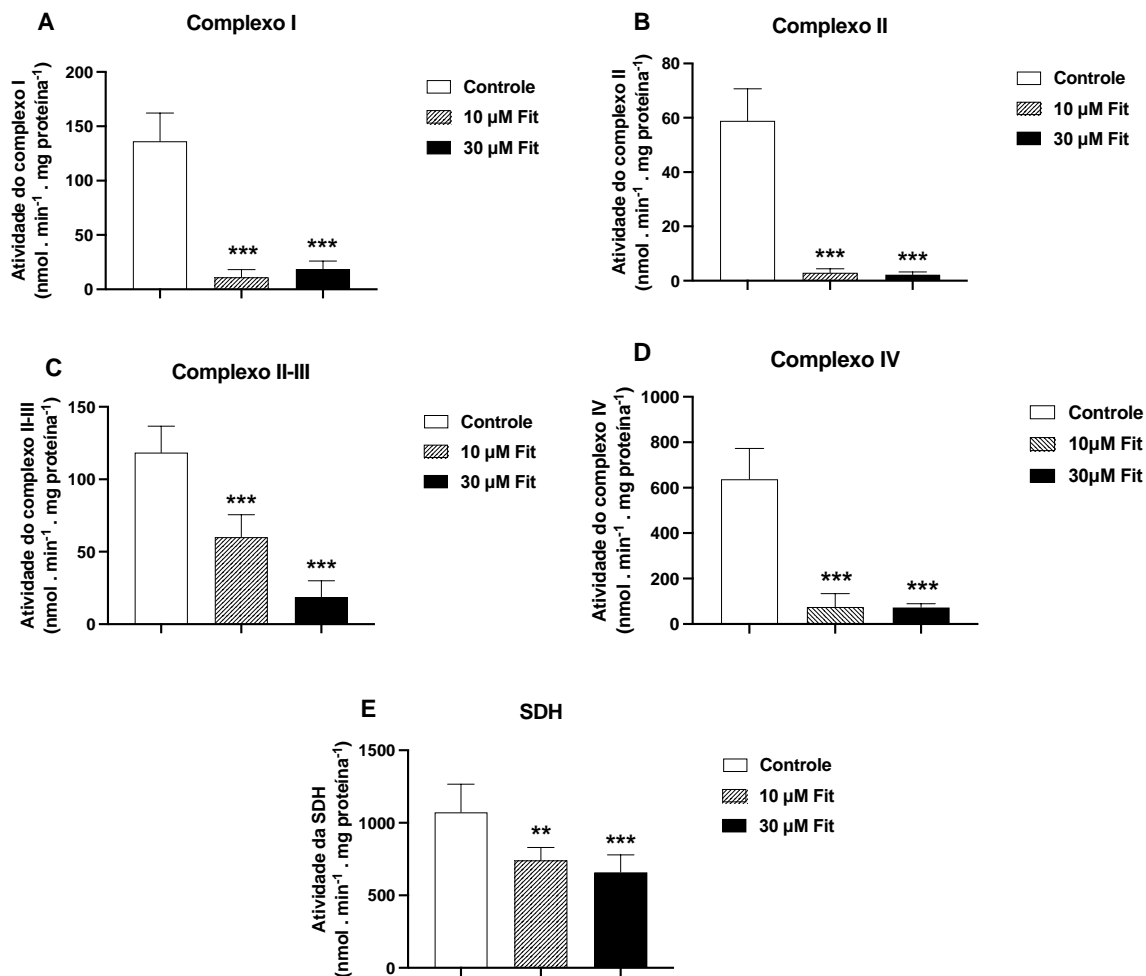 A
Complexo I
Atividade do complexo I
(nmol . min⁻¹ . mg proteína⁻¹)
200
150
100
50
0
***
***
Controle
10 µM Fit
30 µM Fit
B
Complexo II
Atividade do complexo II
(nmol . min⁻¹ . mg proteína⁻¹)
80
60
40
20
0
***
***
Controle
10 µM Fit
30 µM Fit
C
Complexo II-III
Atividade do complexo II-III
(nmol . min⁻¹ . mg proteína⁻¹)
150
100
50
0
***
***
Controle
10 µM Fit
30 µM Fit
D
Complexo IV
Atividade do complexo IV
(nmol . min⁻¹ . mg proteína⁻¹)
1000
800
600
400
200
0
***
***
Controle
10µM Fit
30µM Fit
E
SDH
Atividade da SDH
(nmol . min⁻¹ . mg proteína⁻¹)
1500
1000
500
0
**
***
Controle
10 µM Fit
30 µM Fit